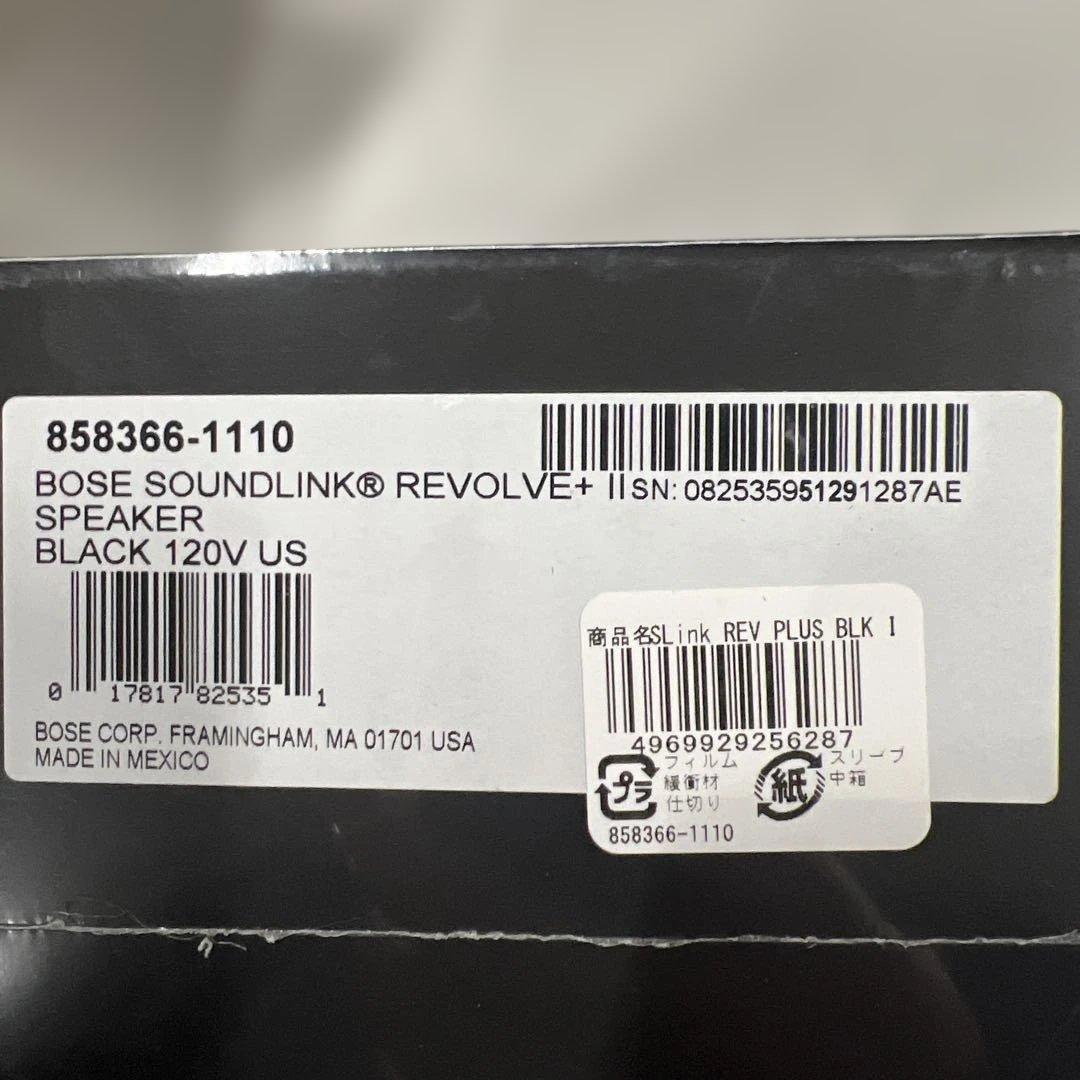 858366-1110
BOSE SOUNDLINK® REVOLVE+ II
SPEAKER
BLACK 120V US
SN: 082535951291287AE
0 17817 82535 1
BOSE CORP. FRAMINGHAM, MA 01701 USA
MADE IN MEXICO
商品名SLink REV PLUS BLK I
4969929256287
プラ
フィルム
緩衝材
仕切り
紙
スリーブ
中箱
858366-1110